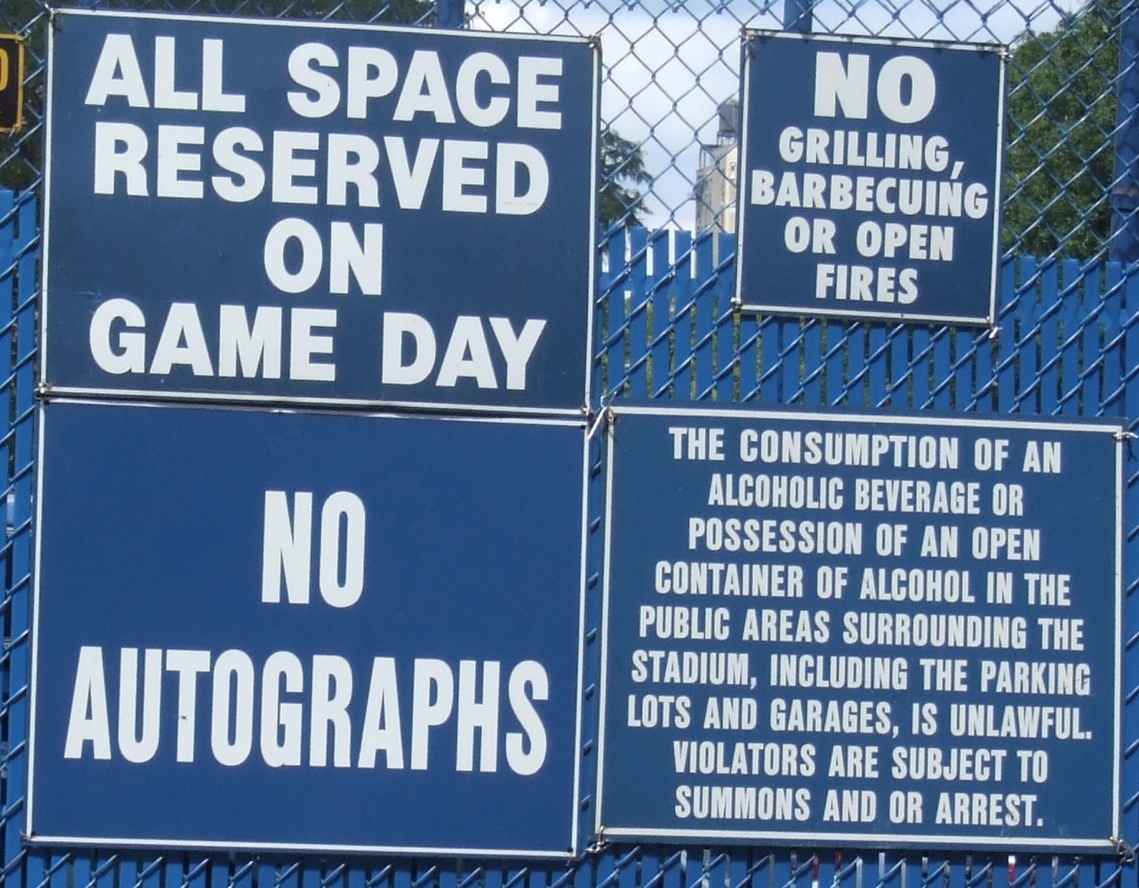 ALL SPACE
RESERVED
ON
GAME DAY
NO
GRILLING,
BARBECUING
OR OPEN
FIRES
NO
AUTOGRAPHS
THE CONSUMPTION OF AN
ALCOHOLIC BEVERAGE OR
POSSESSION OF AN OPEN
CONTAINER OF ALCOHOL IN THE
PUBLIC AREAS SURROUNDING THE
STADIUM, INCLUDING THE PARKING
LOTS AND GARAGES, IS UNLAWFUL.
VIOLATORS ARE SUBJECT TO
SUMMONS AND OR ARREST.